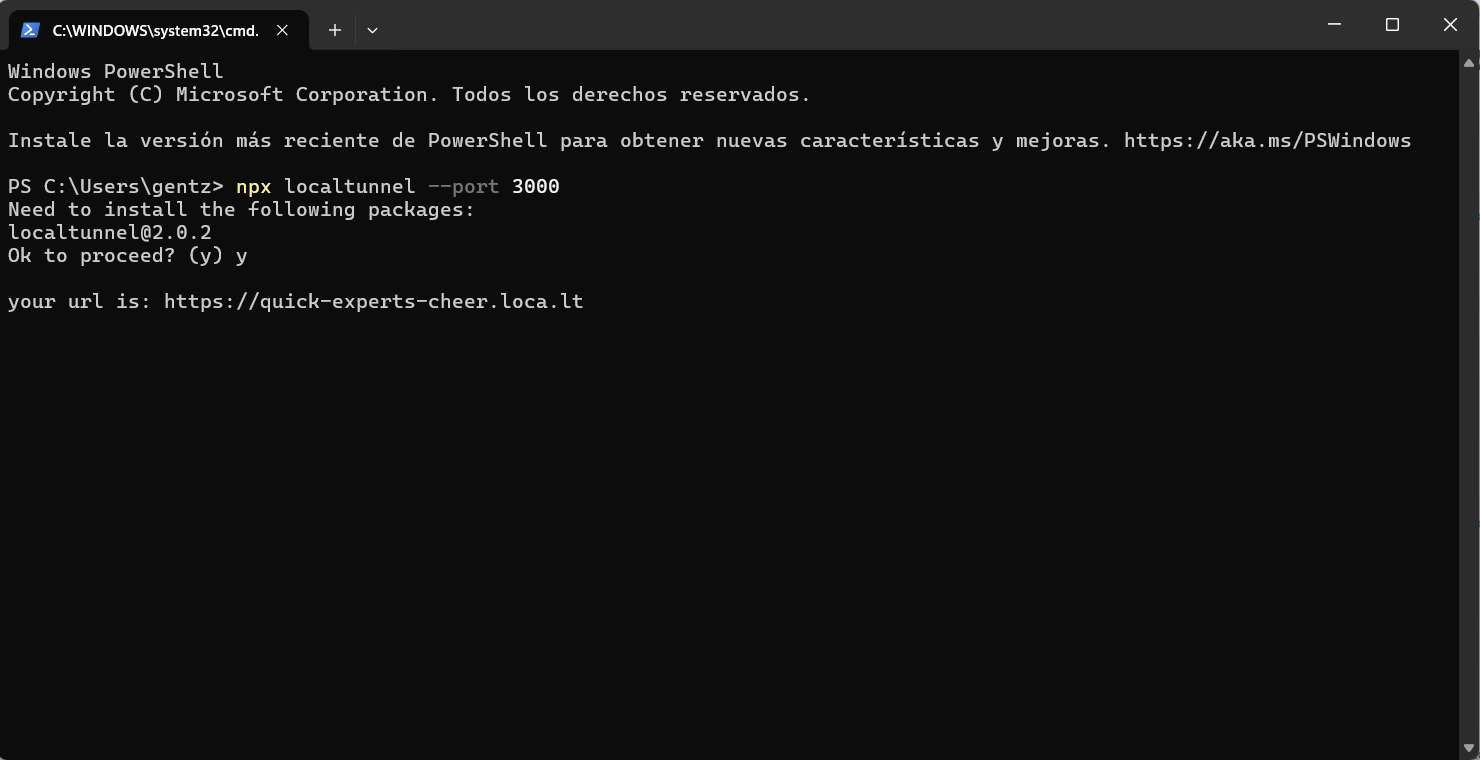 C:\WINDOWS\system32\cmd.
Windows PowerShell
Copyright (C) Microsoft Corporation. Todos los derechos reservados.
Instale la versión más reciente de PowerShell para obtener nuevas características y mejoras. https://aka.ms/PSWindows
PS C:\Users\gentz> npx localtunnel --port 3000
Need to install the following packages:
localtunnel@2.0.2
Ok to proceed? (y) y
your url is: https://quick-experts-cheer.loca.lt